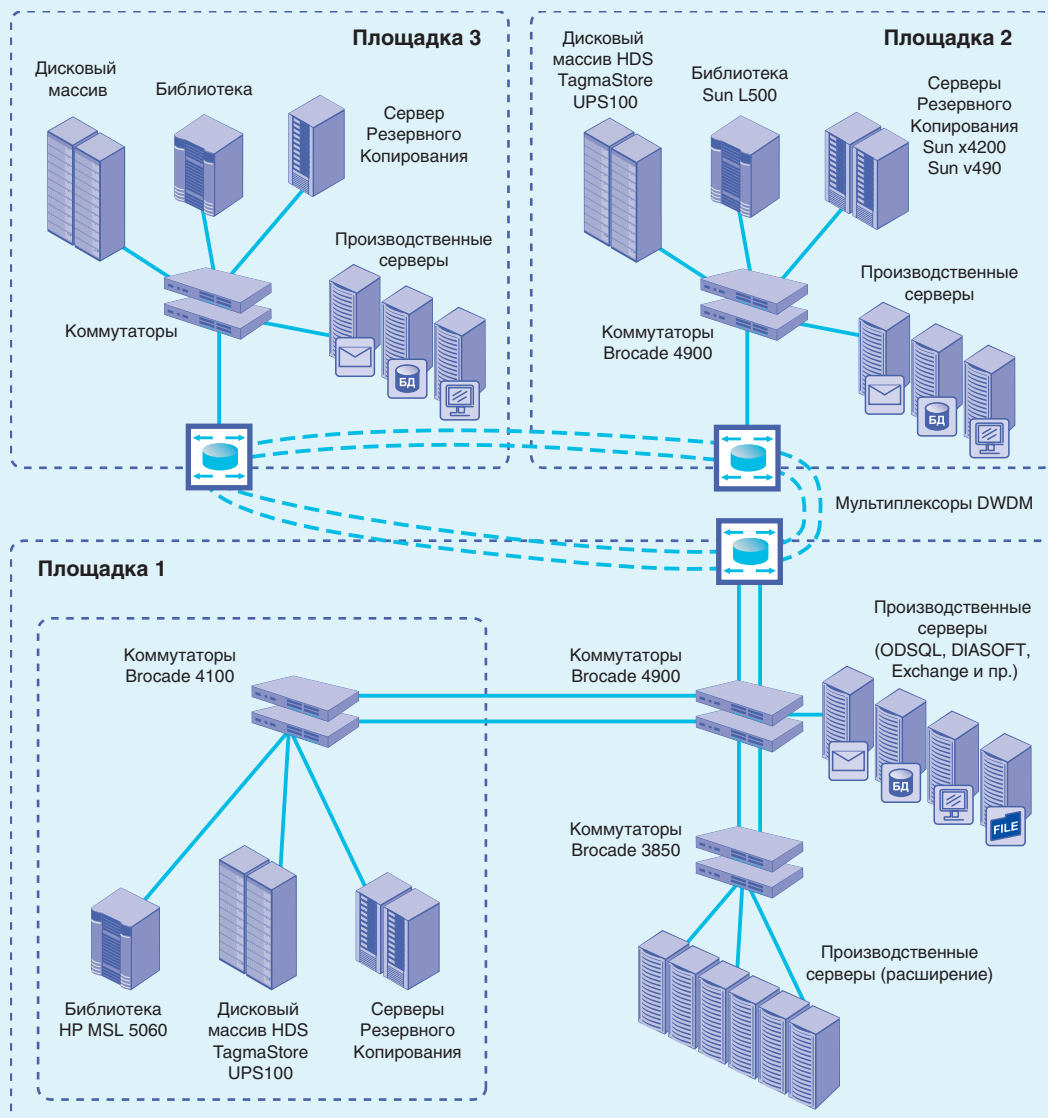 Площадка 3
Дисковый
массив
Библиотека
Сервер
Резервного
Копирования
Производственные
серверы
БД
Коммутаторы
Площадка 2
Дисковый
массив HDS
TagmaStore
UPS100
Библиотека
Sun L500
Серверы
Резервного
Копирования
Sun x4200
Sun v490
Производственные
серверы
БД
Коммутаторы
Brocade 4900
Мультиплексоры DWDM
Площадка 1
Коммутаторы
Brocade 4100
Коммутаторы
Brocade 4900
Производственные
серверы
(ODSQL, DIASOFT,
Exchange и пр.)
БД
FILE
Коммутаторы
Brocade 3850
Производственные
серверы (расширение)
Библиотека
HP MSL 5060
Дисковый
массив HDS
TagmaStore
UPS100
Серверы
Резервного
Копирования